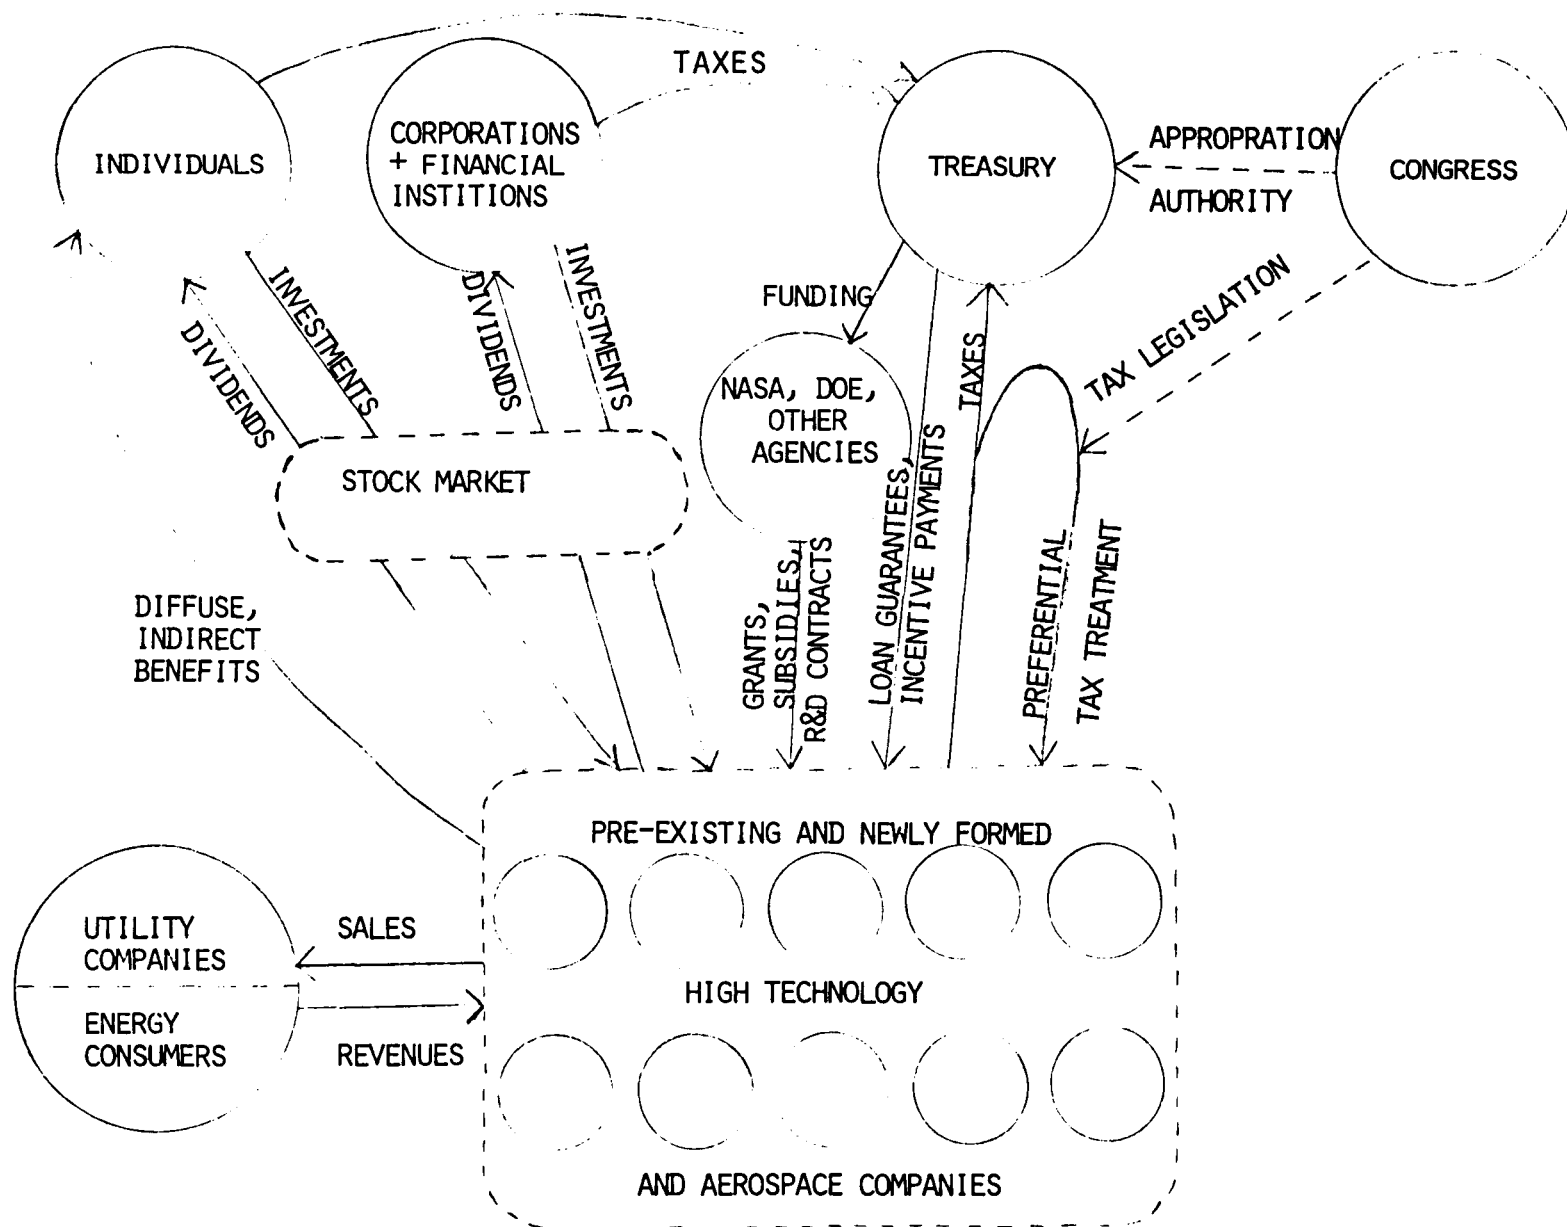 TAXES
INDIVIDUALS
CORPORATIONS
+ FINANCIAL
INSTITIONS
TREASURY
APPROPRATION
AUTHORITY
CONGRESS
DIVIDENDS
INVESTMENTS
DIVIDENDS
INVESTMENTS
FUNDING
TAXES
TAX LEGISLATION
NASA, DOE,
OTHER
AGENCIES
STOCK MARKET
DIFFUSE,
INDIRECT
BENEFITS
GRANTS,
SUBSIDIES,
R&D CONTRACTS
LOAN GUARANTEES,
INCENTIVE PAYMENTS
PREFERENTIAL
TAX TREATMENT
PRE-EXISTING AND NEWLY FORMED
HIGH TECHNOLOGY
AND AEROSPACE COMPANIES
UTILITY
COMPANIES
ENERGY
CONSUMERS
SALES
REVENUES